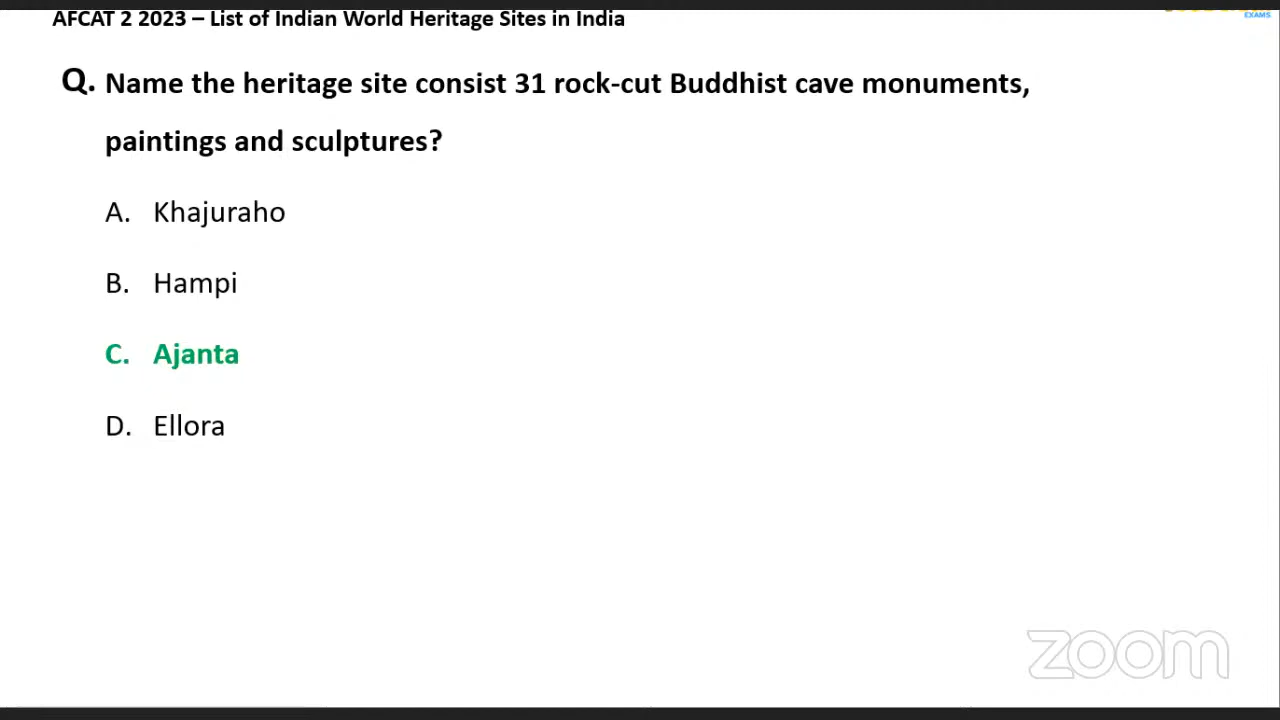 AFCAT 2 2023 – List of Indian World Heritage Sites in India
EXAMS
Q. Name the heritage site consist 31 rock-cut Buddhist cave monuments,
paintings and sculptures?
A. Khajuraho
B. Hampi
C. Ajanta
D. Ellora
zoom